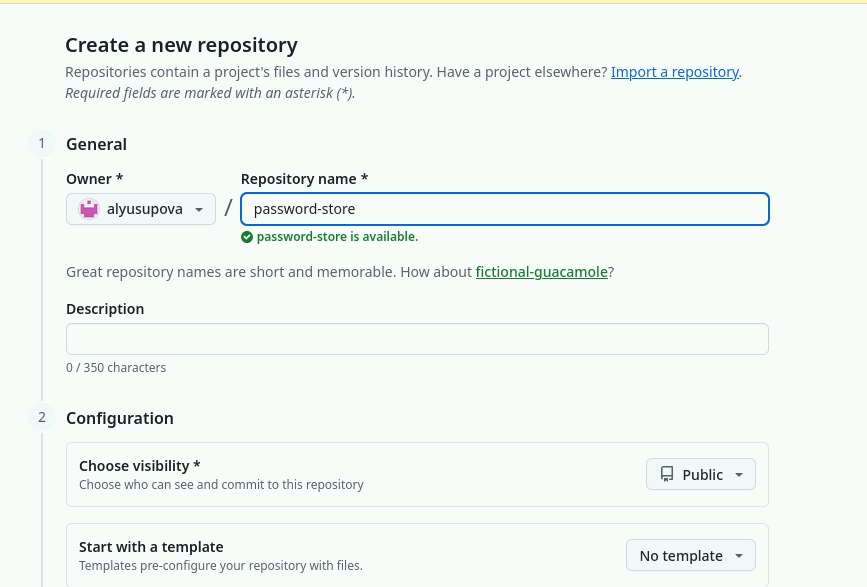 Create a new repository
Repositories contain a project's files and version history. Have a project elsewhere? Import a repository.
Required fields are marked with an asterisk (*).
1
General
Owner *
Repository name *
alyusupova
/
password-store
password-store is available.
Great repository names are short and memorable. How about fictional-guacamole?
Description
0 / 350 characters
2
Configuration
Choose visibility *
Choose who can see and commit to this repository
Public
Start with a template
Templates pre-configure your repository with files.
No template